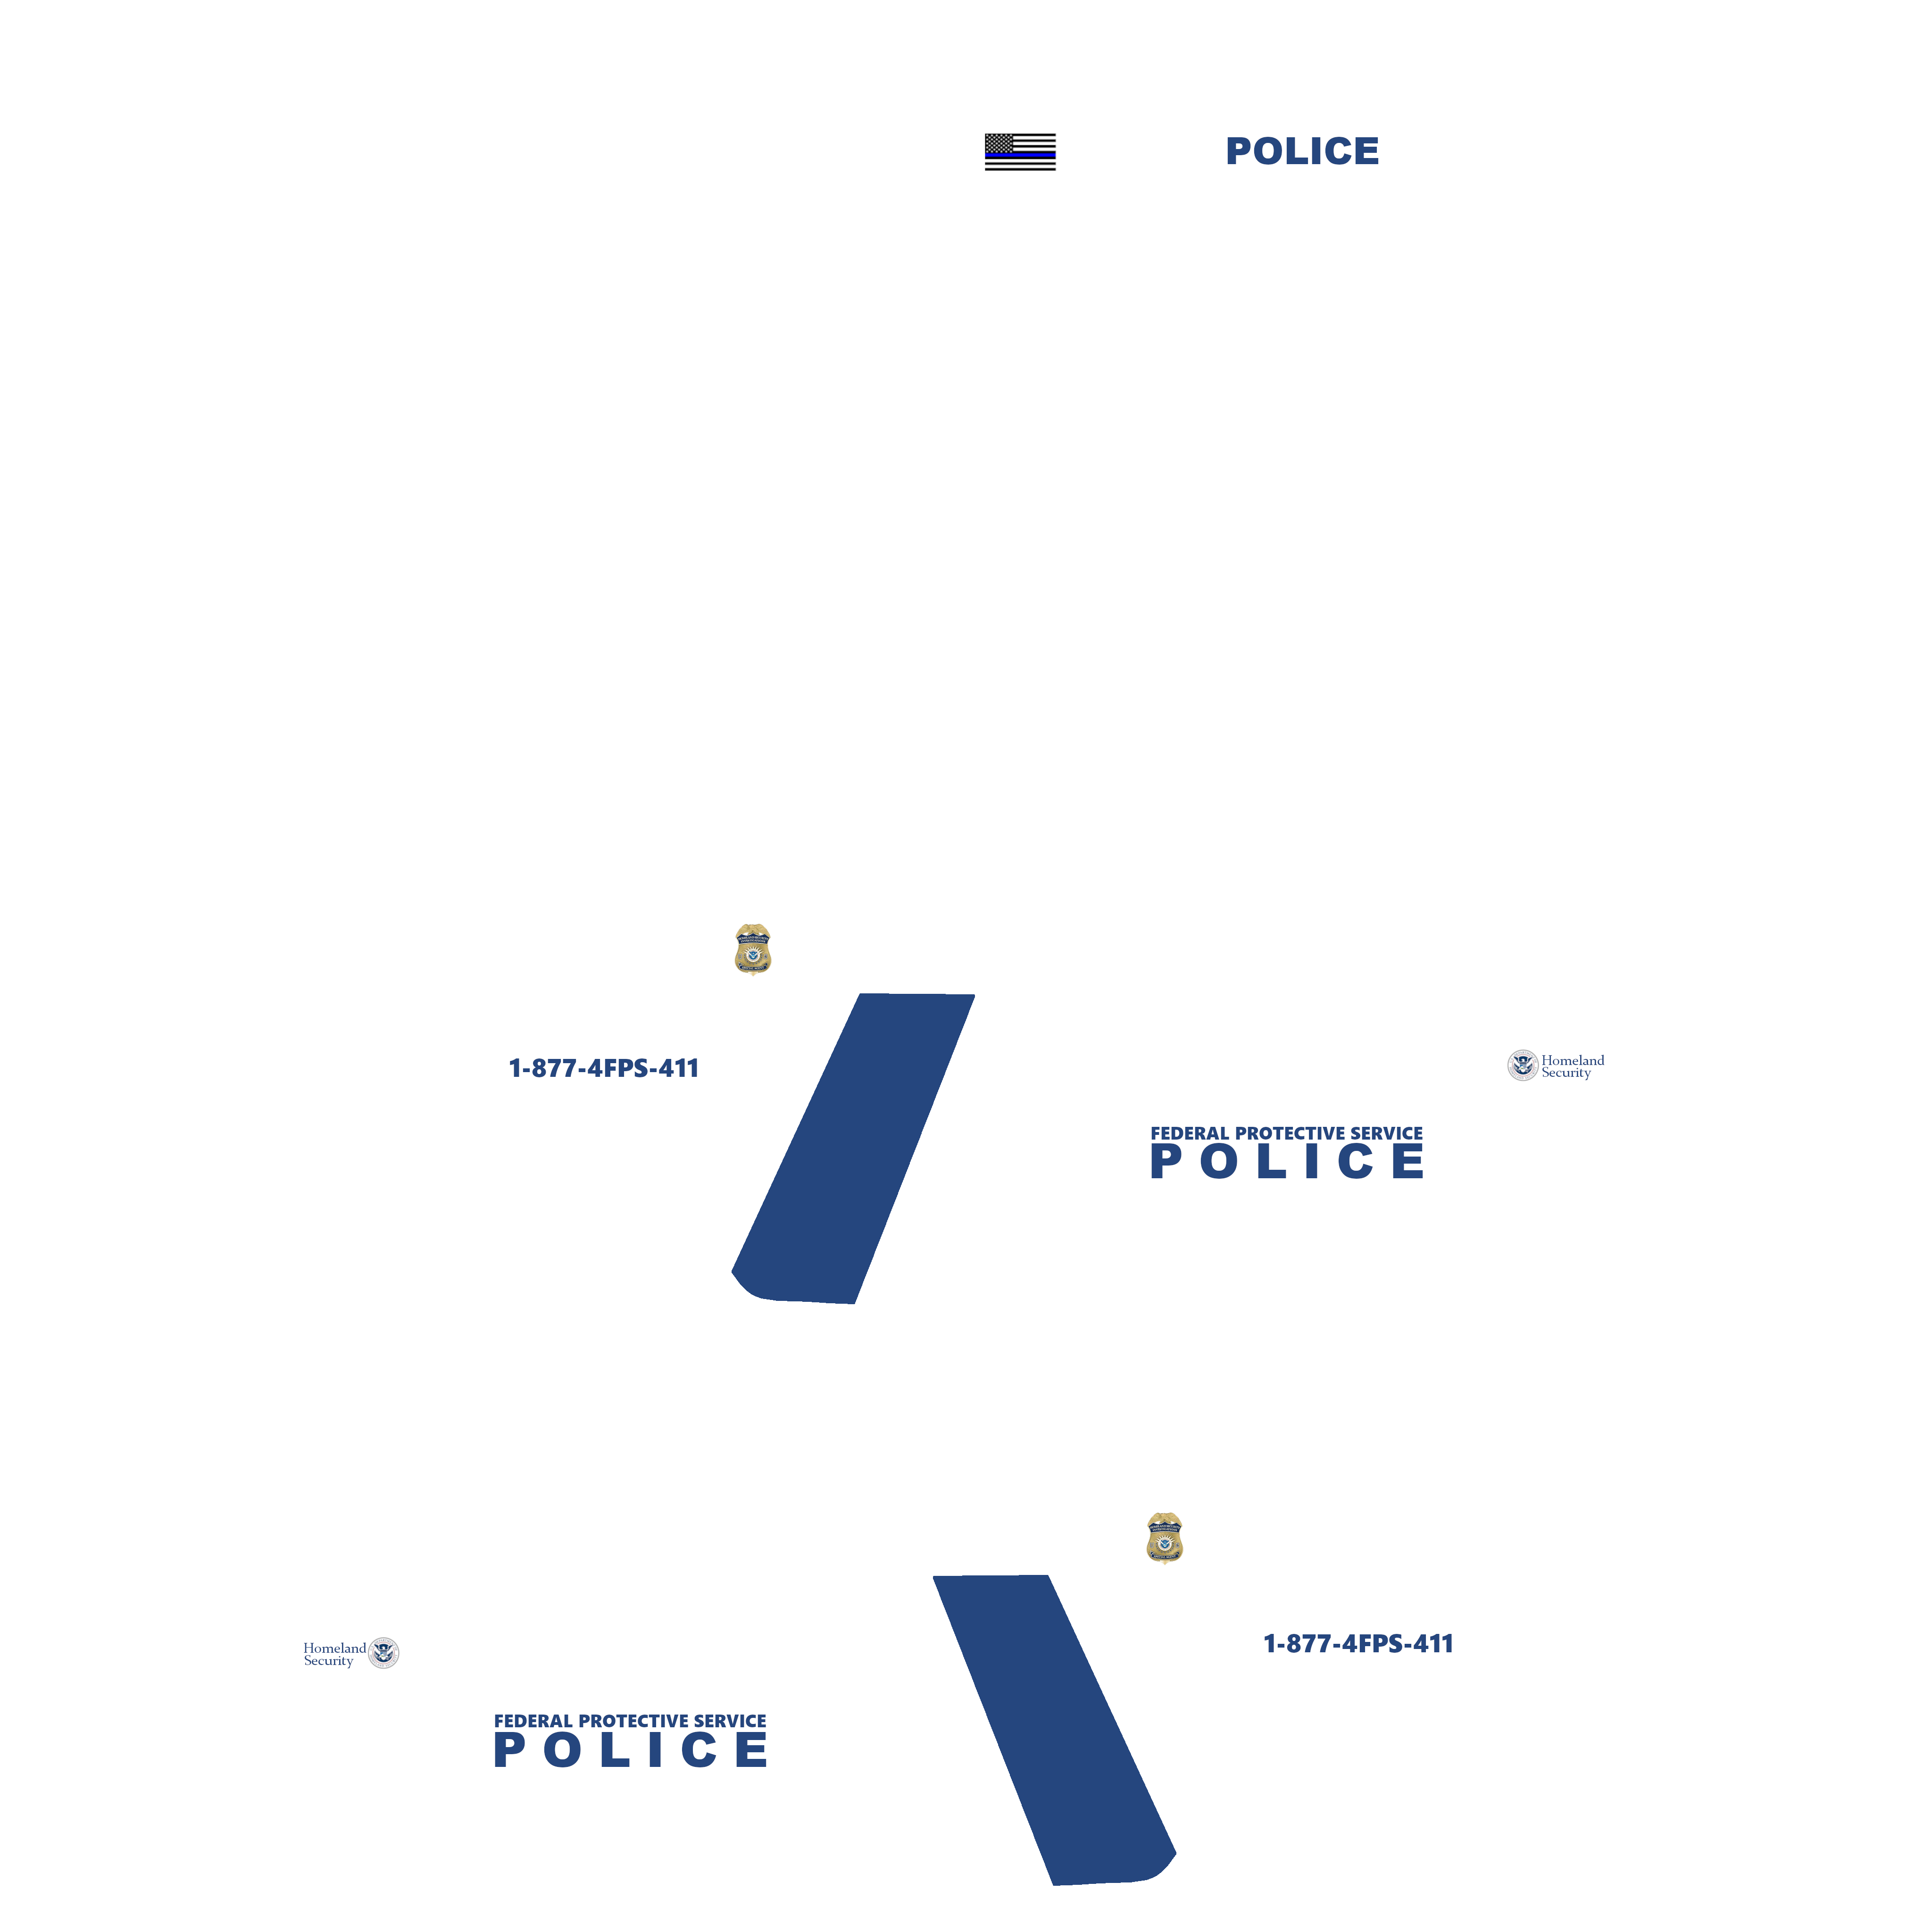 POLICE
1-877-4FPS-411
Homeland
Security
FEDERAL PROTECTIVE SERVICE
POLICE
Homeland
Security
1-877-4FPS-411
FEDERAL PROTECTIVE SERVICE
POLICE